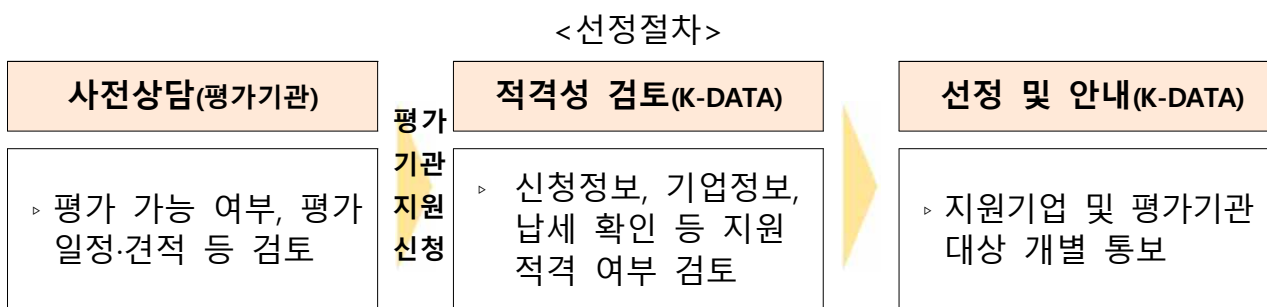 <선정절차>
사전상담(평가기관)
▹ 평가 가능 여부, 평가
일정·견적 등 검토
평가
기관
지원
신청
적격성 검토(K-DATA)
▹ 신청정보, 기업정보,
납세 확인 등 지원
적격 여부 검토
선정 및 안내(K-DATA)
▹ 지원기업 및 평가기관
대상 개별 통보